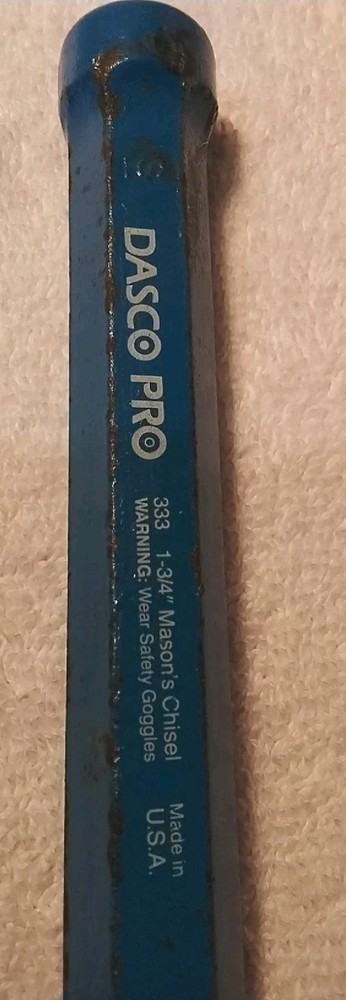 DASCO PRO
333 1-3/4" Mason's Chisel
WARNING: Wear Safety Goggles
Made in
U.S.A.